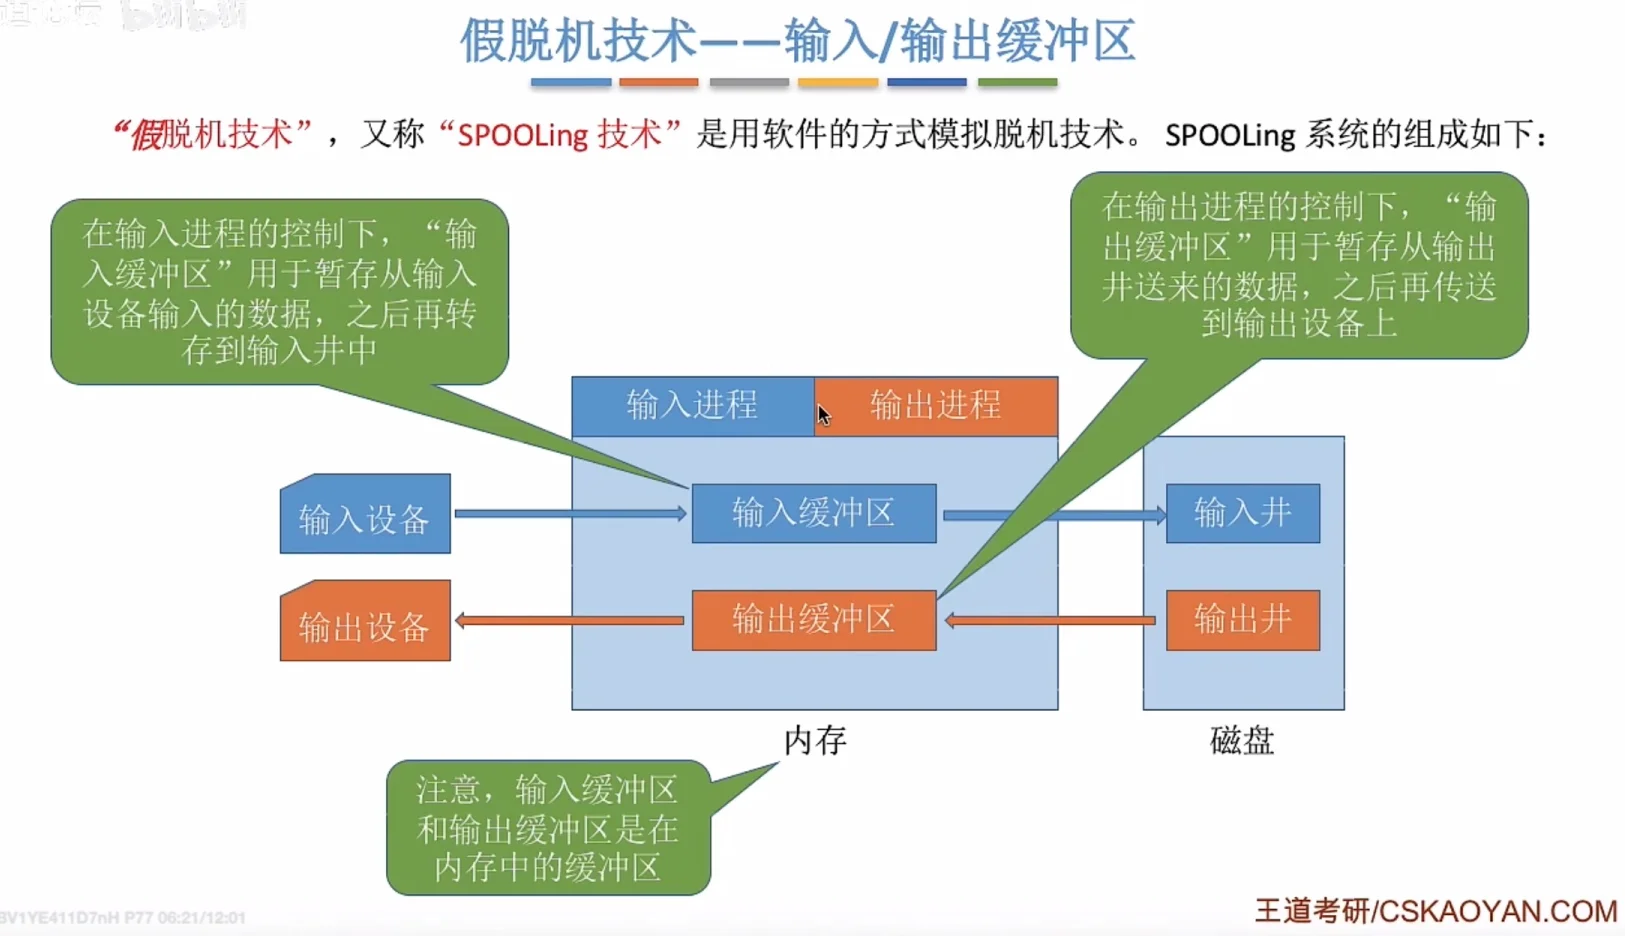 假脱机技术——输入/输出缓冲区
“假脱机技术”，又称“SPOOLing 技术”是用软件的方式模拟脱机技术。SPOOLing 系统的组成如下：
在输入进程的控制下，“输
入缓冲区”用于暂存从输入
设备输入的数据，之后再转
存到输入井中
在输出进程的控制下，“输
出缓冲区”用于暂存从输出
井送来的数据，之后再传送
到输出设备上
输入进程
输出进程
输入设备
输入缓冲区
输入井
输出设备
输出缓冲区
输出井
内存
磁盘
注意，输入缓冲区
和输出缓冲区是在
内存中的缓冲区
BV1YE411D7nH P77 06:21/12:01
王道考研/CSKAOYAN.COM